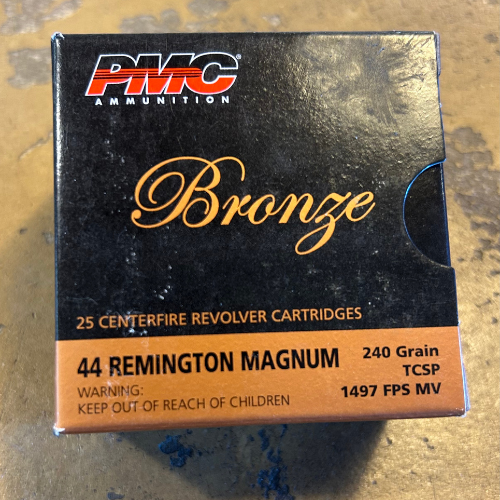 PMC®
AMMUNITION
Bronze
25 CENTERFIRE REVOLVER CARTRIDGES
44 REMINGTON MAGNUM
240 Grain
TCSP
1497 FPS MV
WARNING:
KEEP OUT OF REACH OF CHILDREN